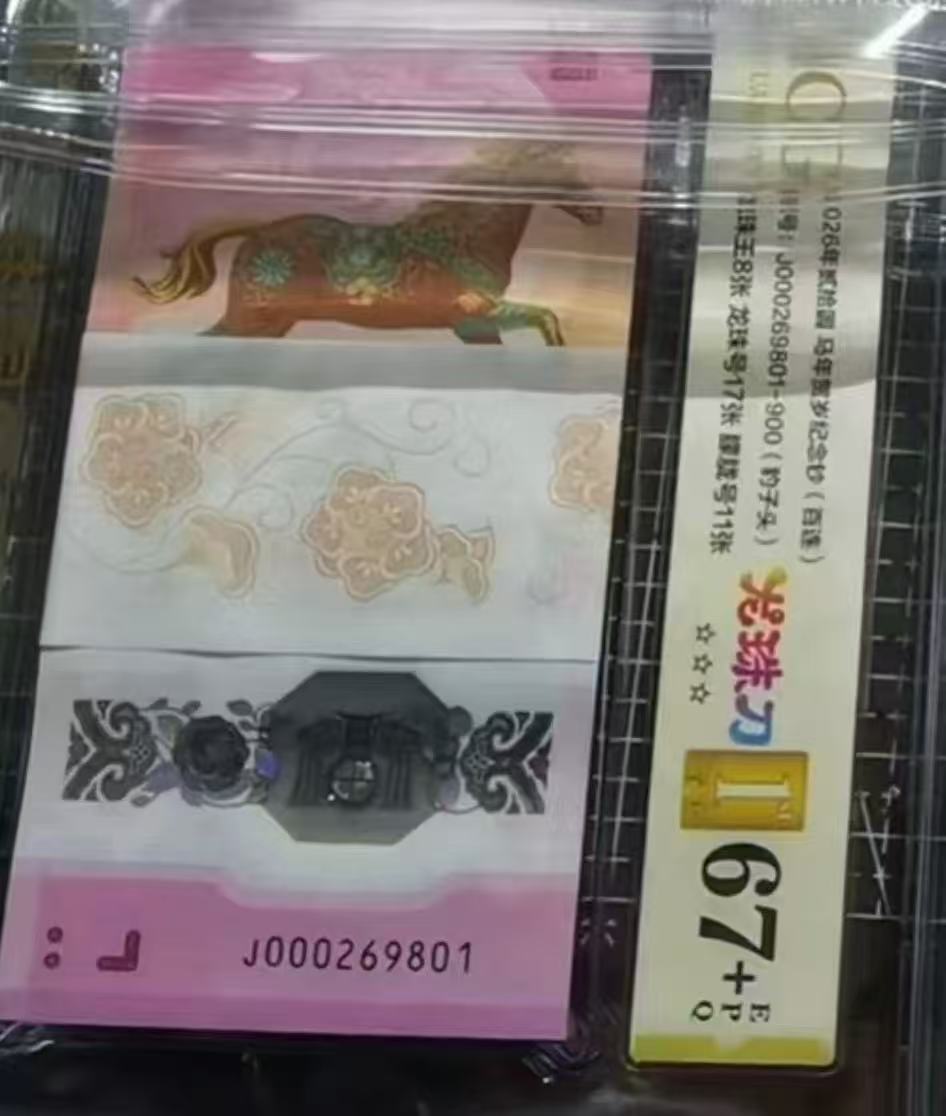 J000269801
026年贰拾圆 马年贺岁纪念钞(百连)
号:J000269801-900(豹子头)
珠王8张 龙珠号17张 朦胧号11张
龙珠刀
☆☆☆
67+
EPQ